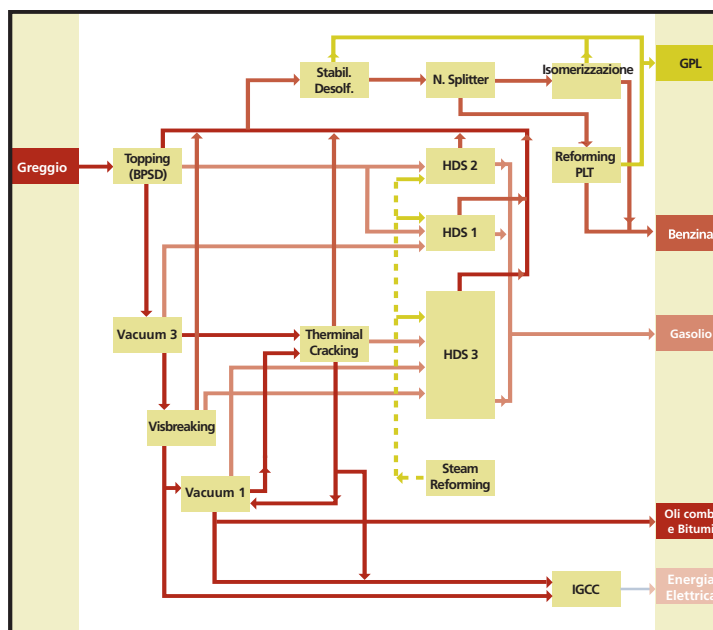 GPL
Stabil.
Desolf.
N. Splitter
Isomerizzazione
Greggio
Topping
(BPSD)
HDS 2
Reforming
PLT
HDS 1
Benzina
Vacuum 3
Therminal
Cracking
HDS 3
Gasolio
Visbreaking
Steam
Reforming
Vacuum 1
Oli comb
e Bitumi
IGCC
Energia
Elettrica